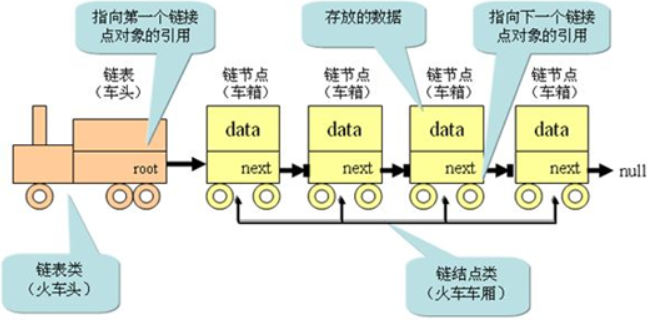 指向第一个链接
点对象的引用
存放的数据
指向下一个链接
点对象的引用
链表
（车头）
链节点
（车箱）
链节点
（车箱）
链节点
（车箱）
链节点
（车箱）
data
data
data
data
root
next
next
next
next
null
链表类
（火车头）
链结点类
（火车车厢）